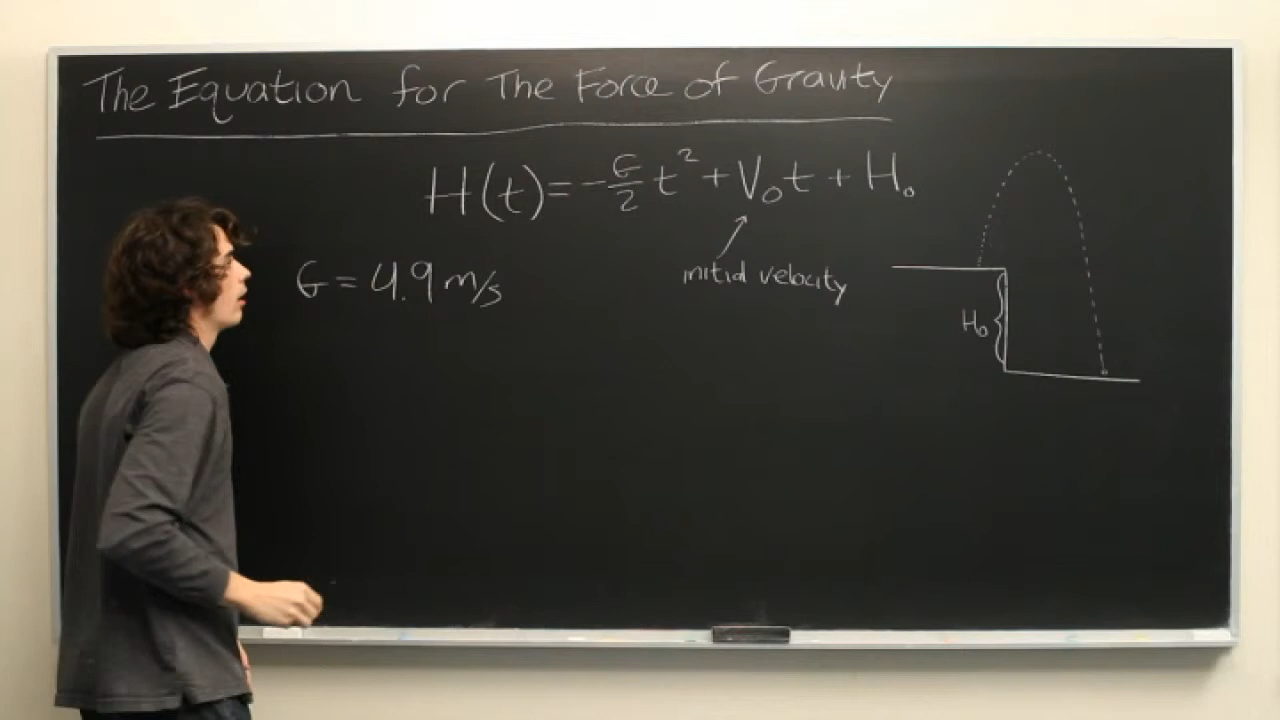 The Equation for The Force of Gravity
H(t) = -G/2 t² + V₀t + H₀
initial velocity
G = 4.9 m/s
H₀